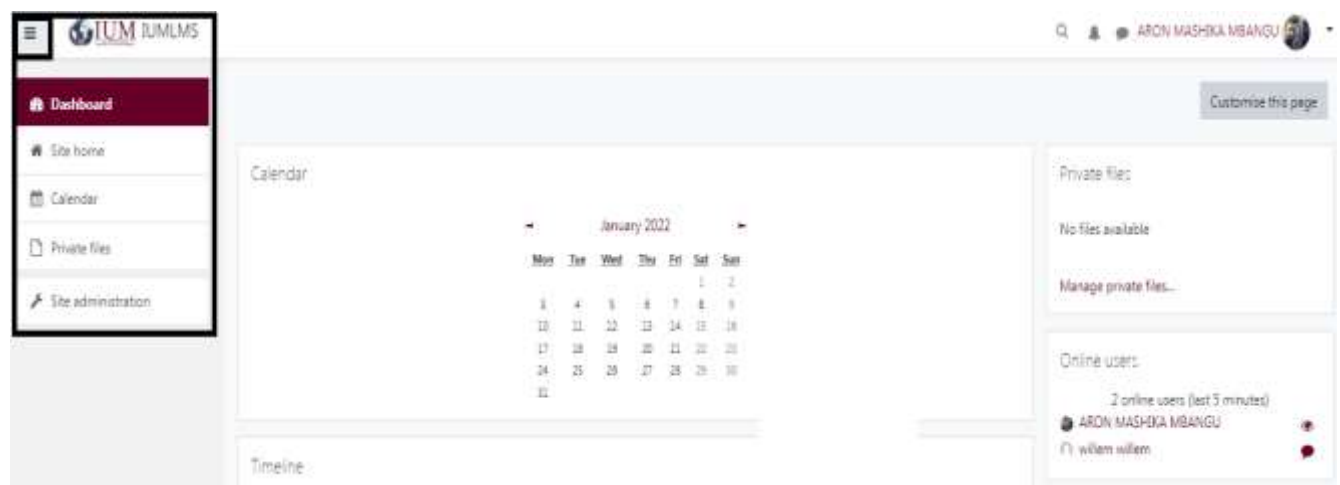 IUM IUMLMS
ARON MASHIKA MBANGU
Dashboard
Site home
Calendar
Private files
Site administration
Customise this page
Calendar
January 2022
Mon Tue Wed Thu Fri Sat Sun
1 2
3 4 5 6 7 8 9
10 11 12 13 14 15 16
17 18 19 20 21 22 23
24 25 26 27 28 29 30
31
Timeline
Private files
No files available
Manage private files...
Online users
2 online users (last 5 minutes)
ARON MASHIKA MBANGU
willem willem